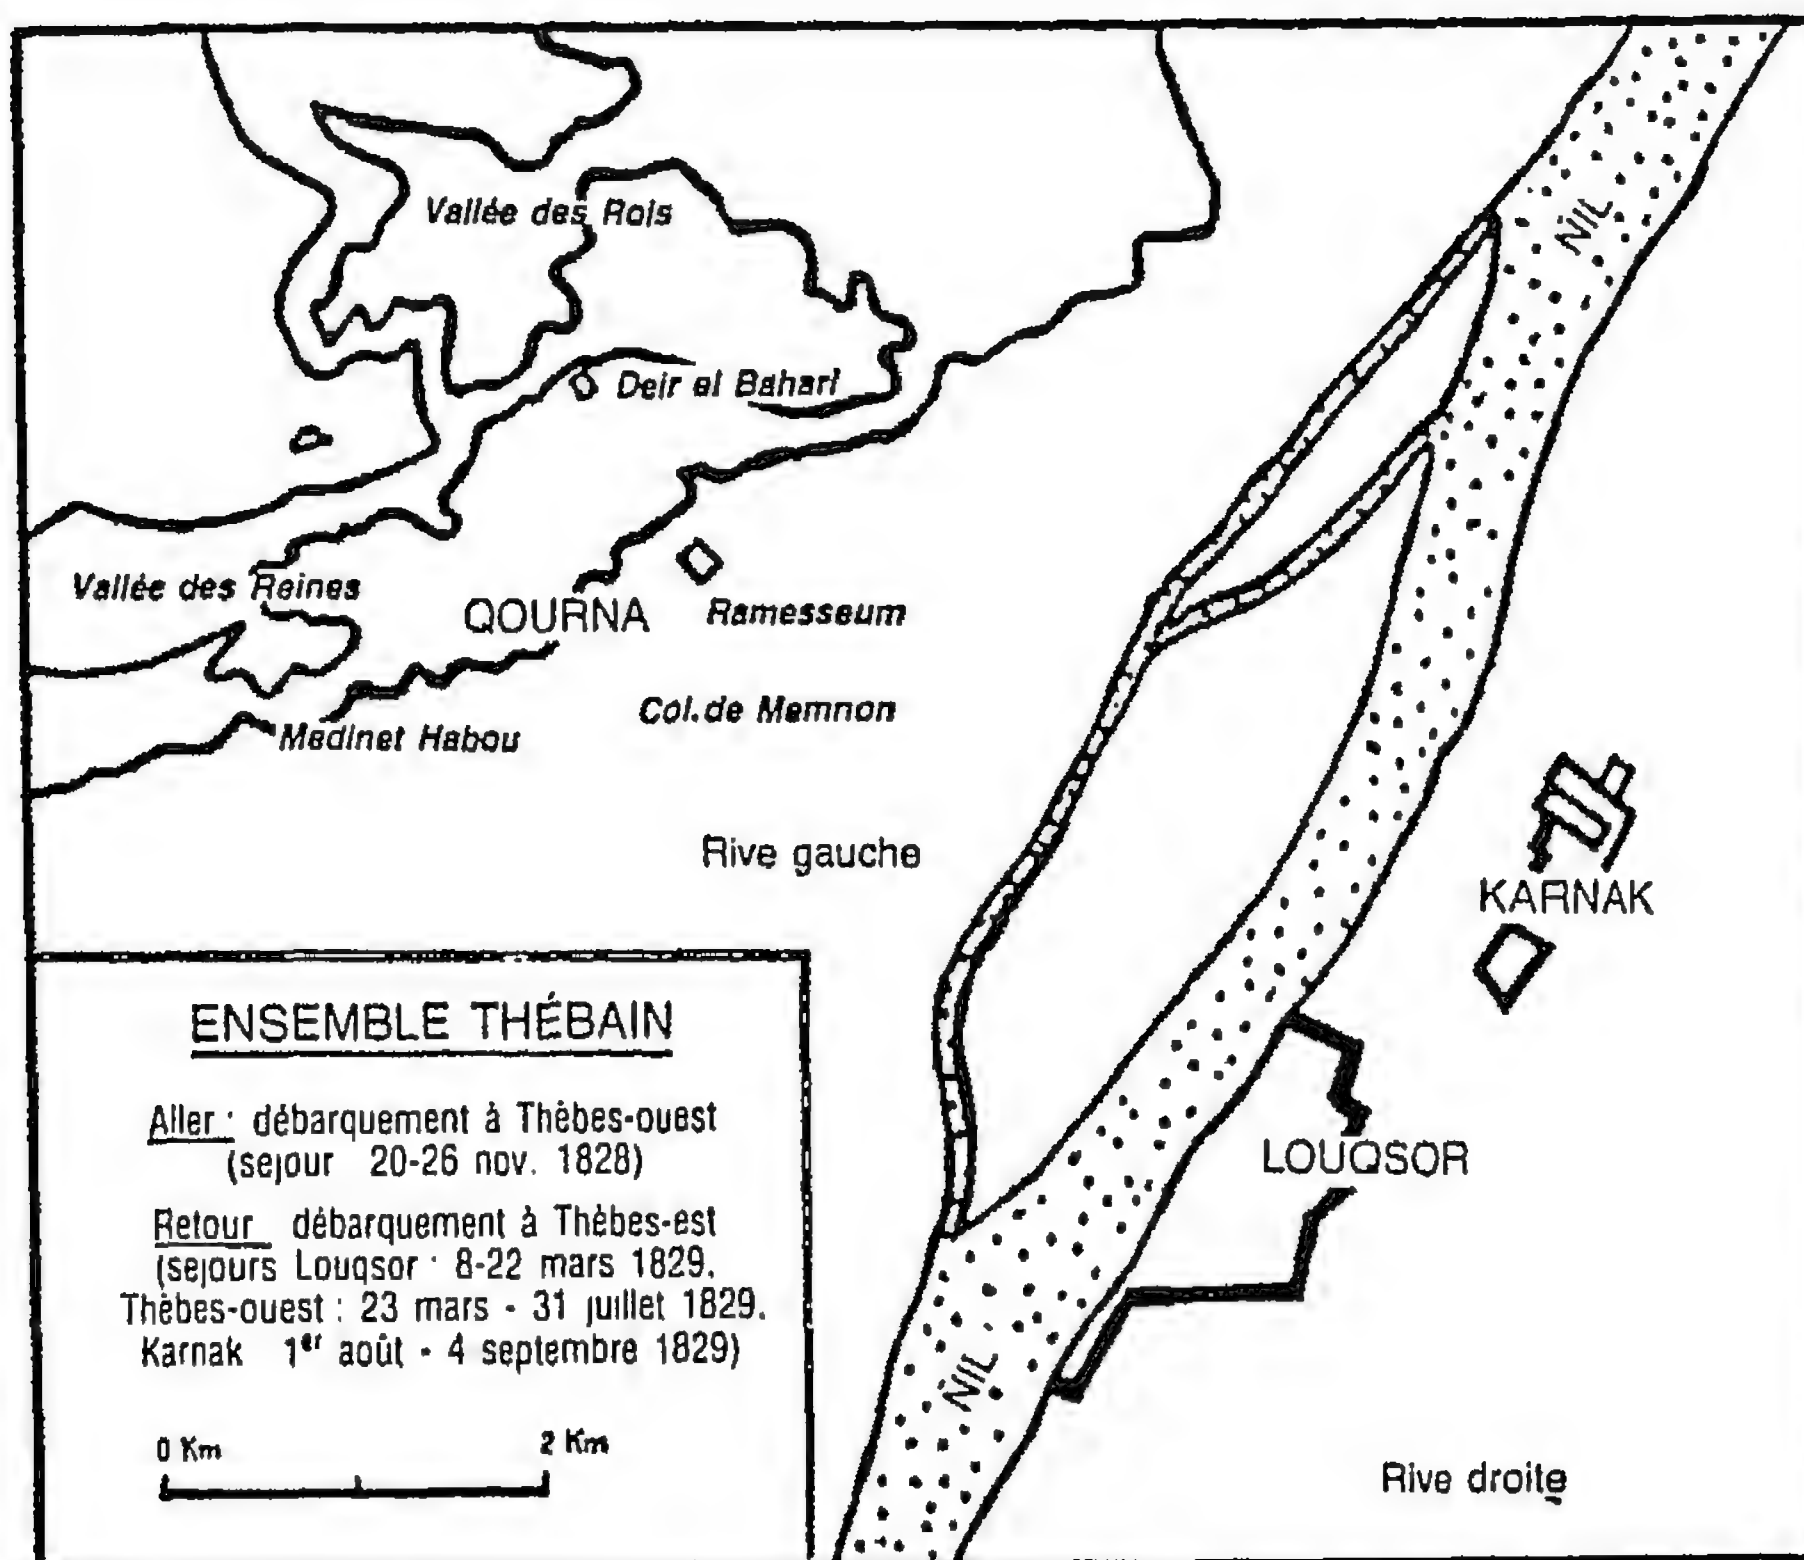 NIL
Vallée des Rois
Deir el Bahari
Vallée des Reines
QOURNA
Ramesseum
Col. de Memnon
Medinet Habou
Rive gauche
KARNAK
LOUQSOR
NIL
Rive droite
ENSEMBLE THÉBAIN
Aller : débarquement à Thèbes-ouest
(sejour 20-26 nov. 1828)
Retour débarquement à Thèbes-est
(sejours Louqsor : 8-22 mars 1829.
Thèbes-ouest : 23 mars - 31 juillet 1829.
Karnak 1er août - 4 septembre 1829)
0 Km 2 Km